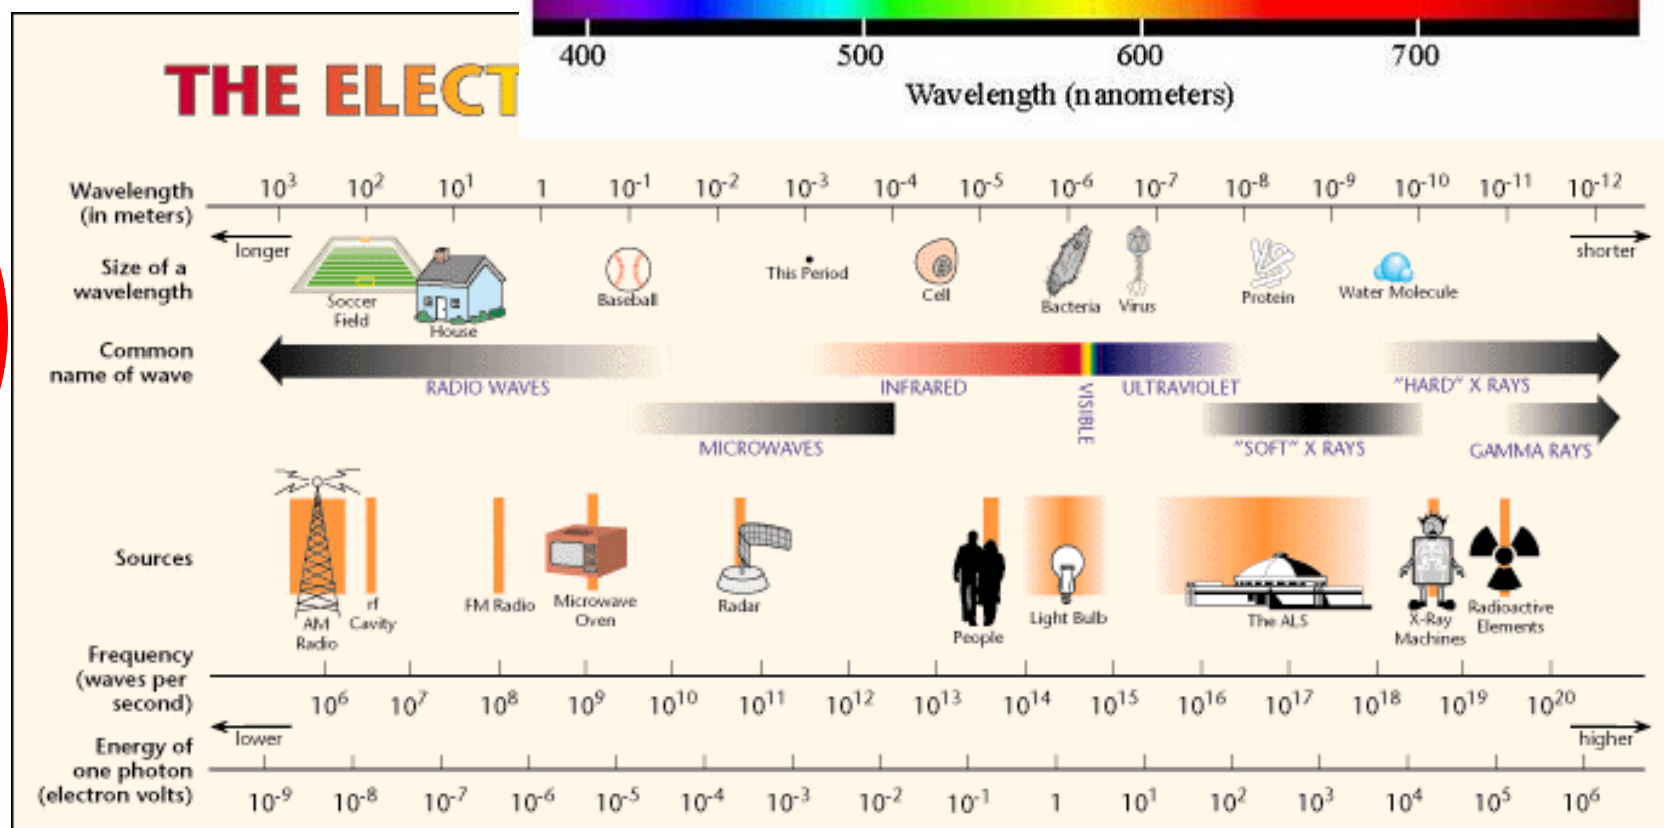 400 500 600 700
Wavelength (nanometers)
THE ELECT
Wavelength
(in meters)
10³ 10² 10¹ 1 10⁻¹ 10⁻² 10⁻³ 10⁻⁴ 10⁻⁵ 10⁻⁶ 10⁻⁷ 10⁻⁸ 10⁻⁹ 10⁻¹⁰ 10⁻¹¹ 10⁻¹²
longer
shorter
Size of a
wavelength
Soccer
Field
House
Baseball
This Period
Cell
Bacteria
Virus
Protein
Water Molecule
Common
name of wave
RADIO WAVES
INFRARED
VISIBLE
ULTRAVIOLET
"HARD" X RAYS
MICROWAVES
"SOFT" X RAYS
GAMMA RAYS
Sources
AM
Radio
rf
Cavity
FM Radio
Microwave
Oven
Radar
People
Light Bulb
The ALS
X-Ray
Machines
Radioactive
Elements
Frequency
(waves per
second)
10⁶ 10⁷ 10⁸ 10⁹ 10¹⁰ 10¹¹ 10¹² 10¹³ 10¹⁴ 10¹⁵ 10¹⁶ 10¹⁷ 10¹⁸ 10¹⁹ 10²⁰
lower
higher
Energy of
one photon
(electron volts)
10⁻⁹ 10⁻⁸ 10⁻⁷ 10⁻⁶ 10⁻⁵ 10⁻⁴ 10⁻³ 10⁻² 10⁻¹ 1 10¹ 10² 10³ 10⁴ 10⁵ 10⁶